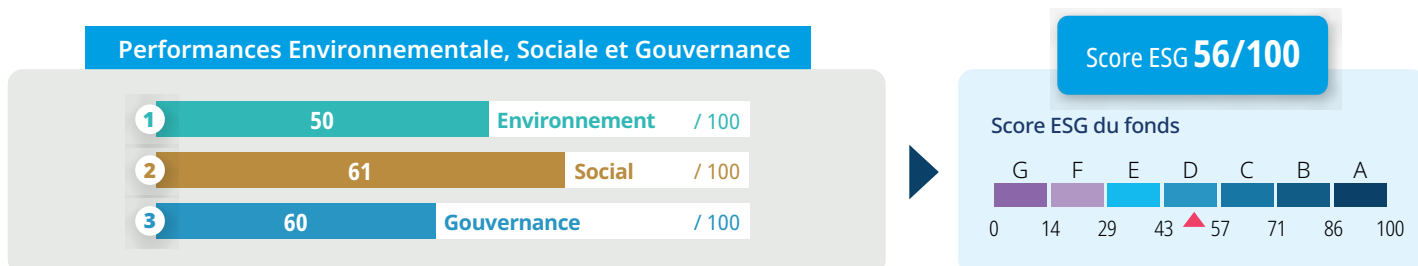 Performances Environnementale, Sociale et Gouvernance
1 50 Environnement / 100
2 61 Social / 100
3 60 Gouvernance / 100
Score ESG 56/100
Score ESG du fonds
G F E D C B A
0 14 29 43 57 71 86 100